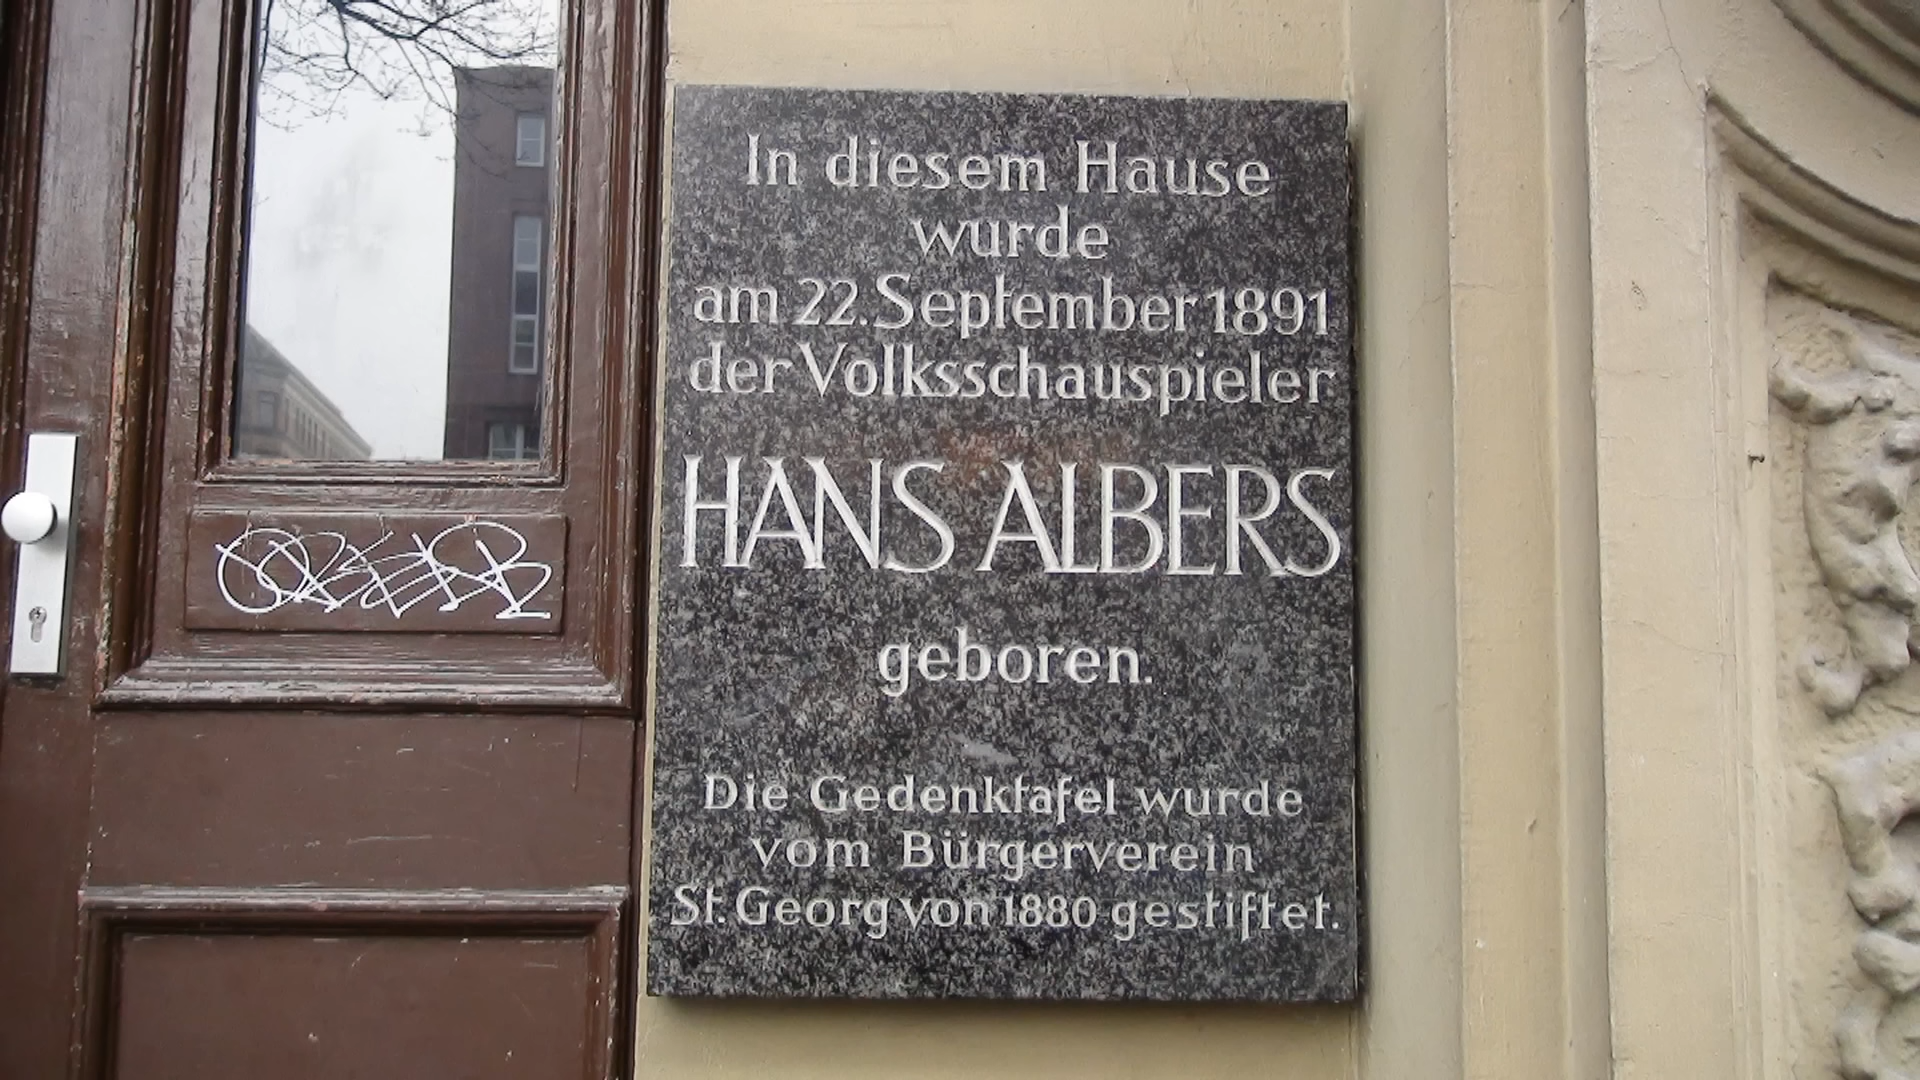 In diesem Hause
wurde
am 22. September 1891
der Volksschauspieler
HANS ALBERS
geboren.
Die Gedenktafel wurde
vom Bürgerverein
St. Georg von 1880 gestiftet.